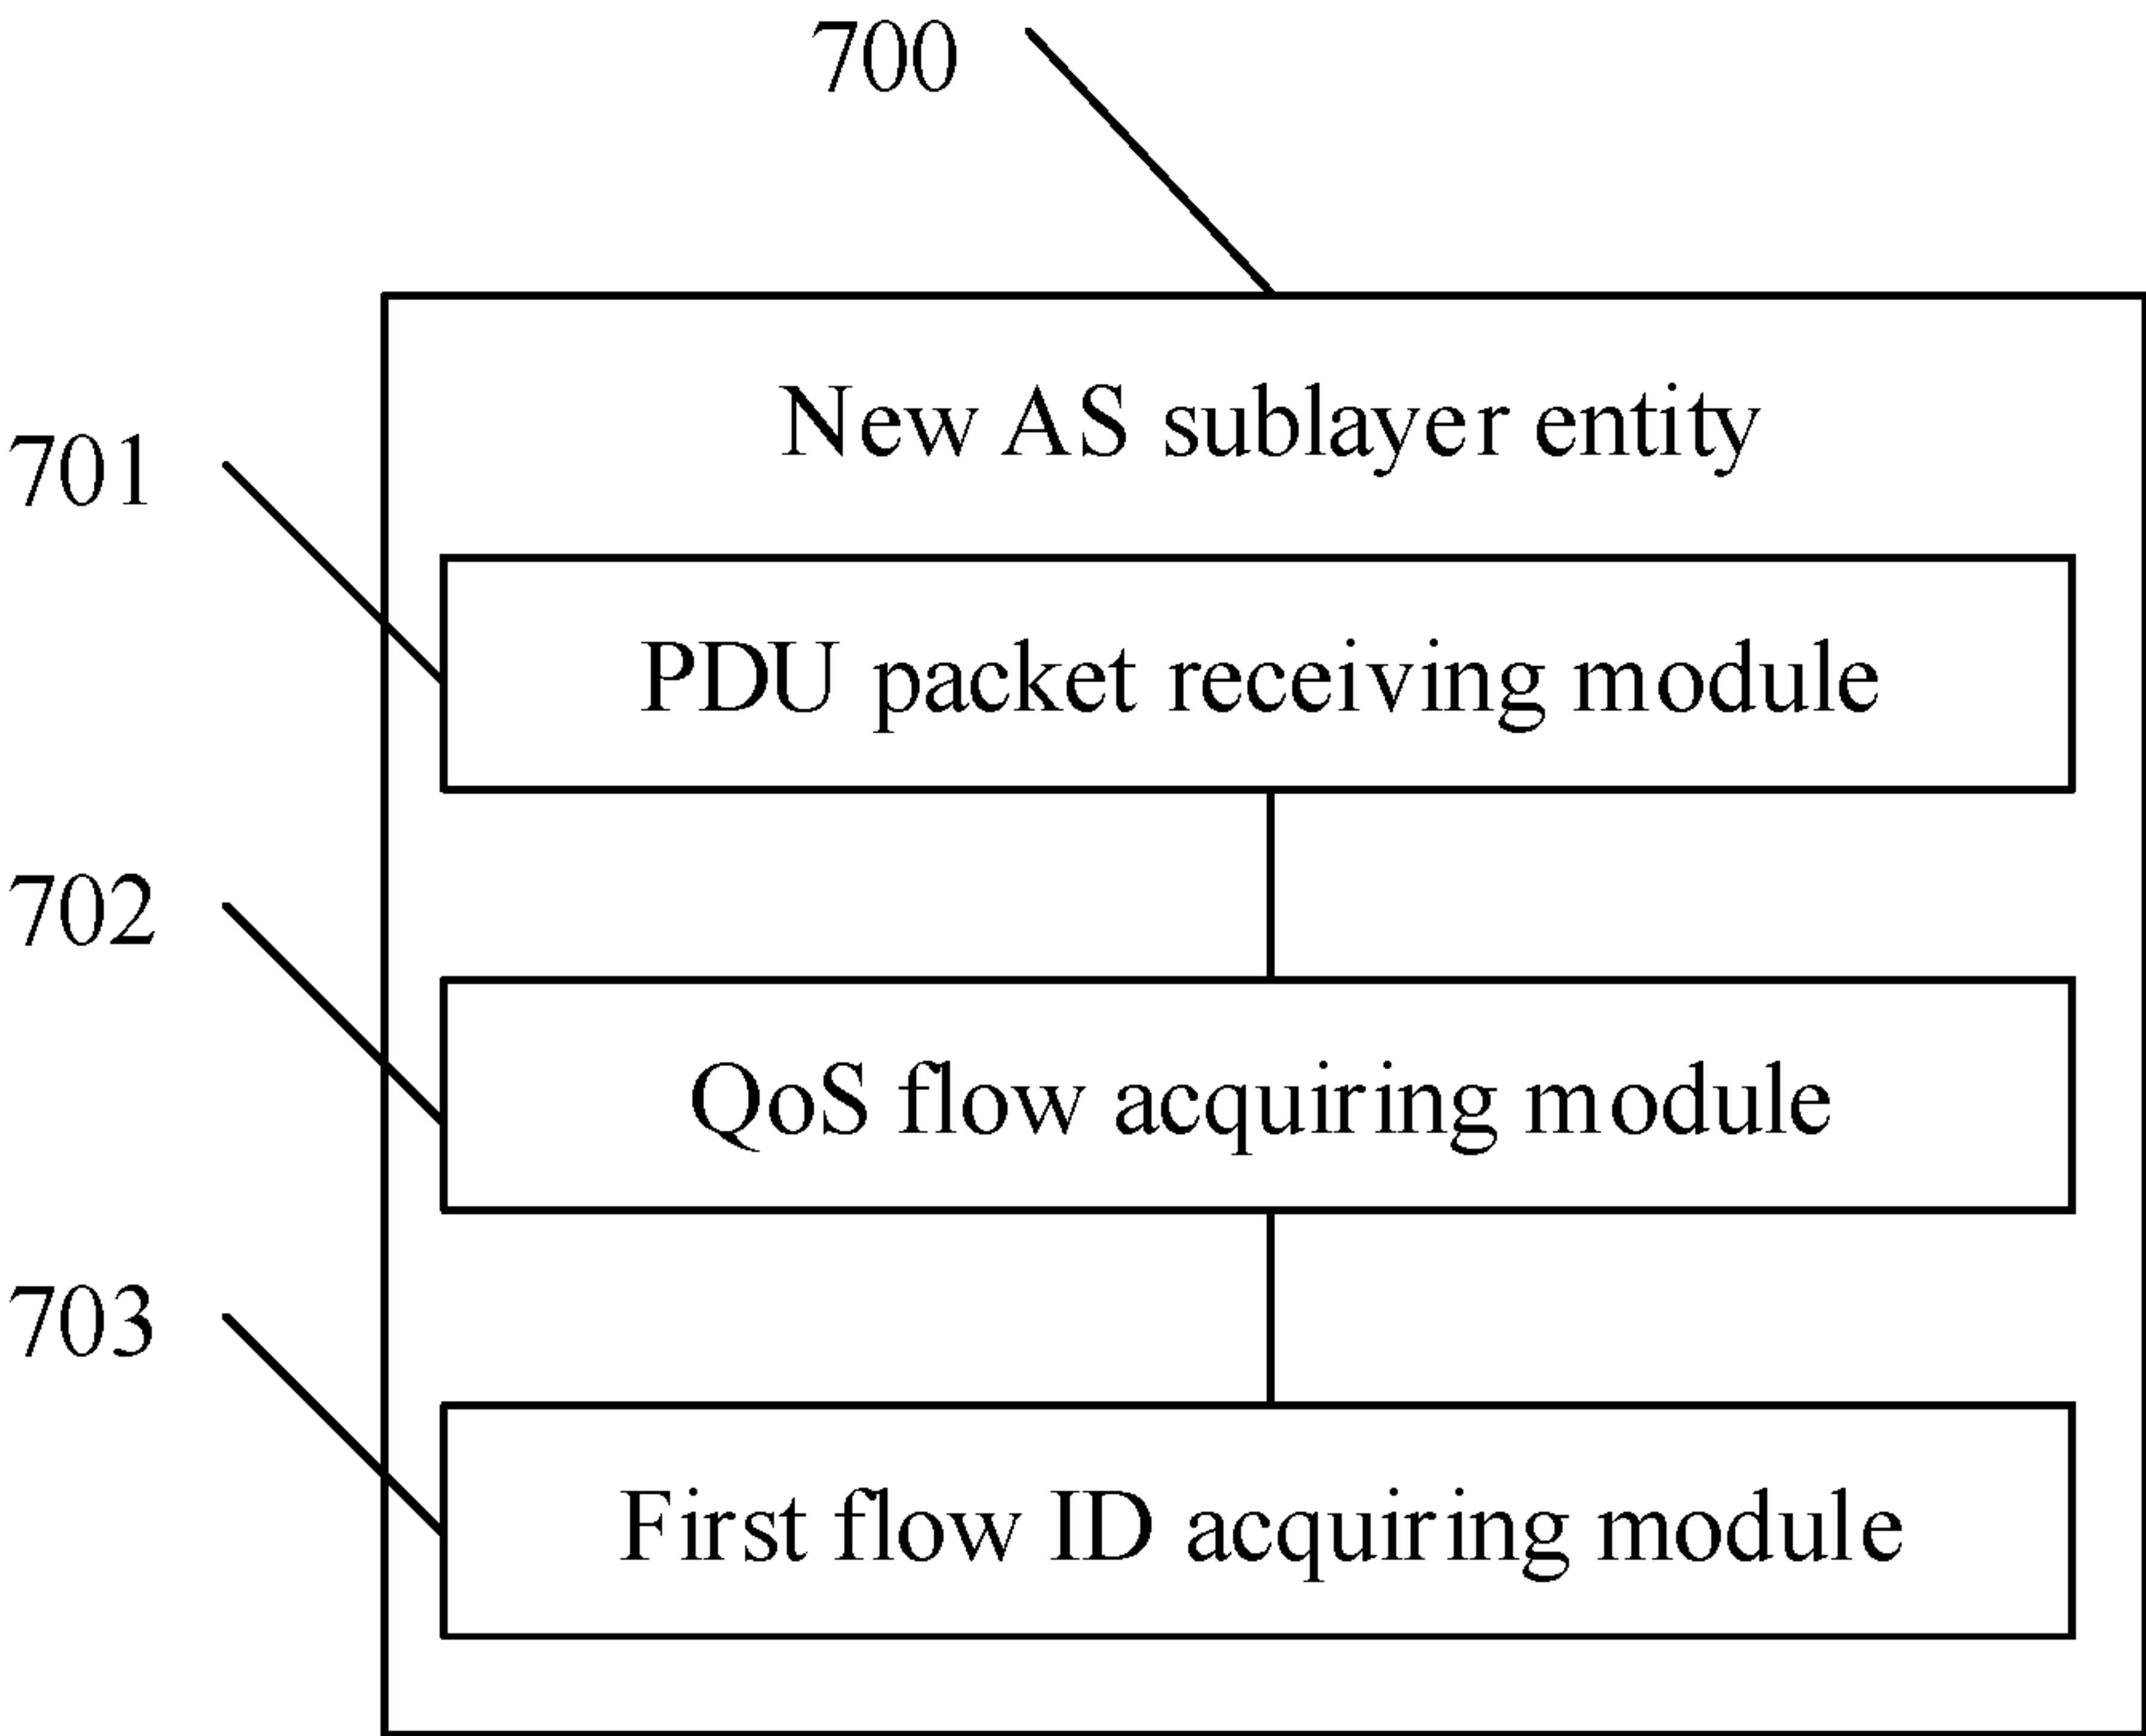 700
New AS sublayer entity
701
PDU packet receiving module
702
QoS flow acquiring module
703
First flow ID acquiring module